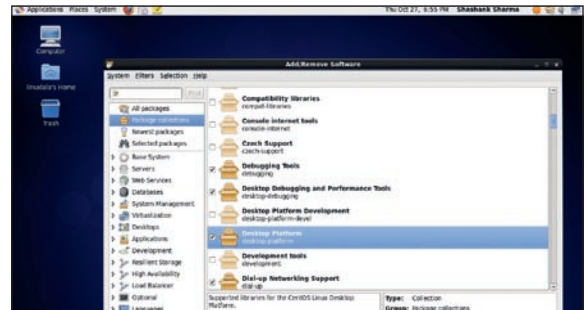 Applications Places System
Thu Oct 27, 6:55 PM Shashank Sharma
Computer
linuxlala's Home
Trash
Add/Remove Software
System Filters Selection Help
Find
All packages
Package collections
Newest packages
Selected packages
Base System
Servers
Web Services
Databases
System Management
Virtualization
Desktops
Applications
Development
Resilient Storage
High Availability
Load Balancer
Optional
Languages
Compatibility libraries
compat-libraries
Console internet tools
console-internet
Czech Support
czech-support
Debugging Tools
debugging
Desktop Debugging and Performance Tools
desktop-debugging
Desktop Platform Development
desktop-platform-devel
Desktop Platform
desktop-platform
Development tools
development
Dial-up Networking Support
dial-up
Supported libraries for the CentOS Linux Desktop
Platform.
Type: Collection
Group: Package collections